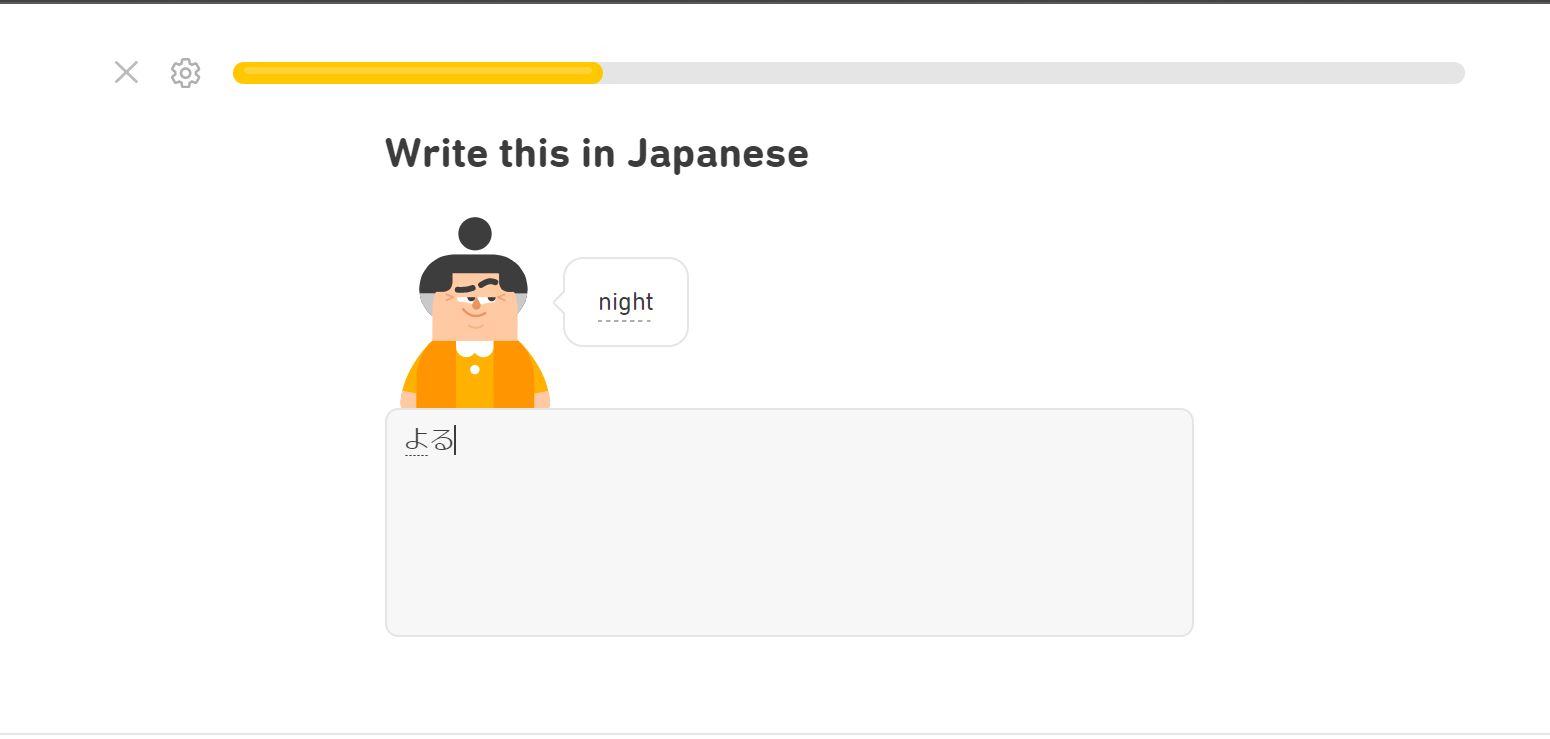 Write this in Japanese
night
よる